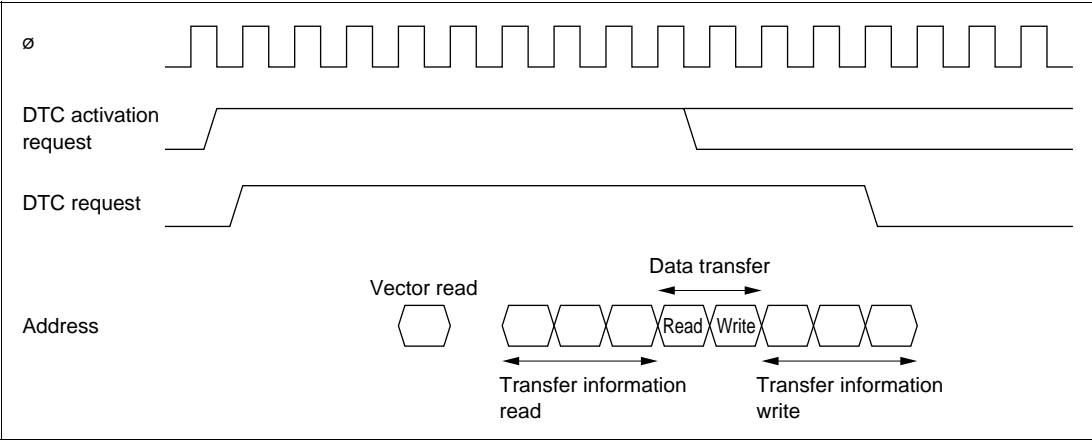 ø
DTC activation
request
DTC request
Data transfer
Vector read
Address
Read
Write
Transfer information
read
Transfer information
write